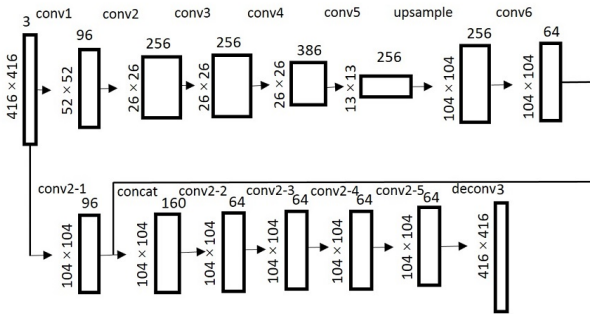 conv1 conv2 conv3 conv4 conv5 upsample conv6
3 96 256 256 386 256 256 64
416 × 416 52 × 52 26 × 26 26 × 26 26 × 26 13 × 13 104 × 104 104 × 104
conv2-1 concat conv2-2 conv2-3 conv2-4 conv2-5 deconv3
96 160 64 64 64 64
104 × 104 104 × 104 104 × 104 104 × 104 104 × 104 104 × 104 416 × 416